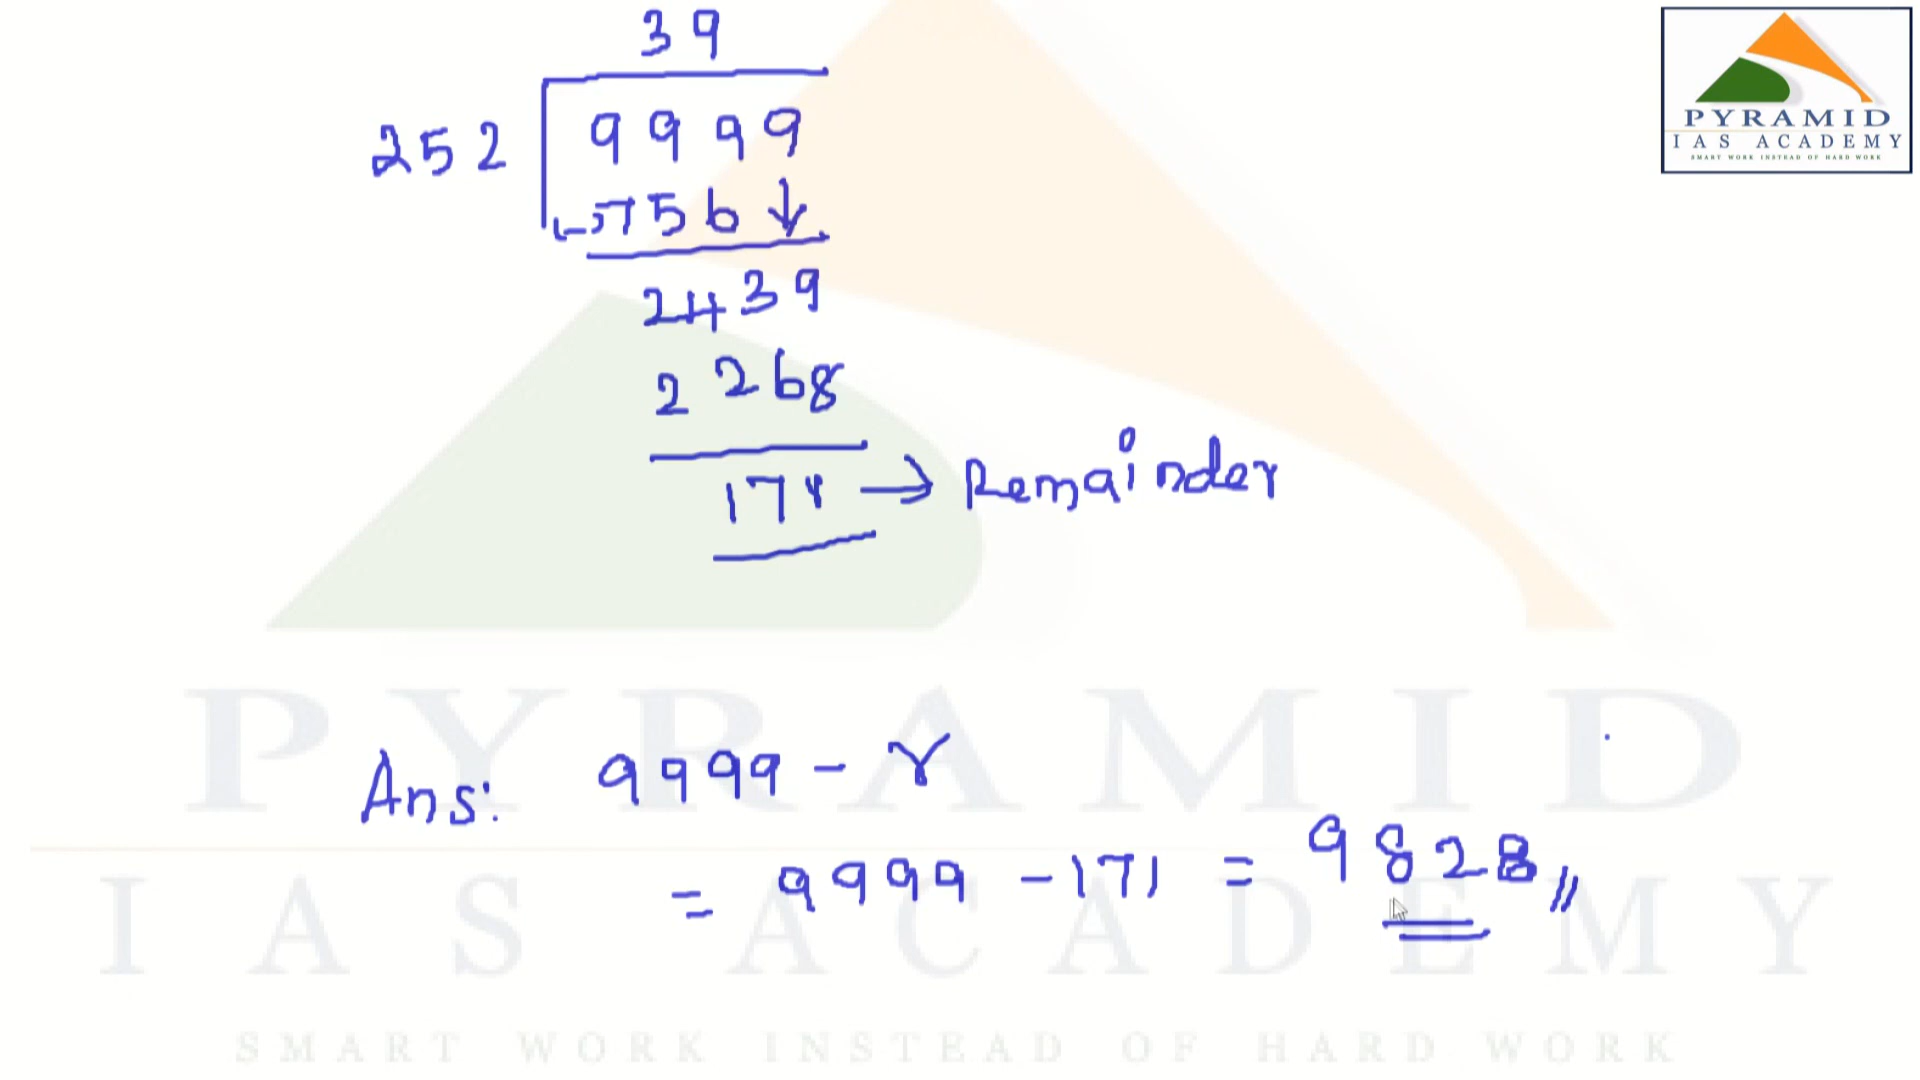 39
252 9999
(-)756↓
2439
2268
171 → Remainder
Ans: 9999 - r
= 9999 - 171 = 9828 //
PYRAMID
IAS ACADEMY
SMART WORK INSTEAD OF HARD WORK
PYRAMID
IAS ACADEMY
SMART WORK INSTEAD OF HARD WORK